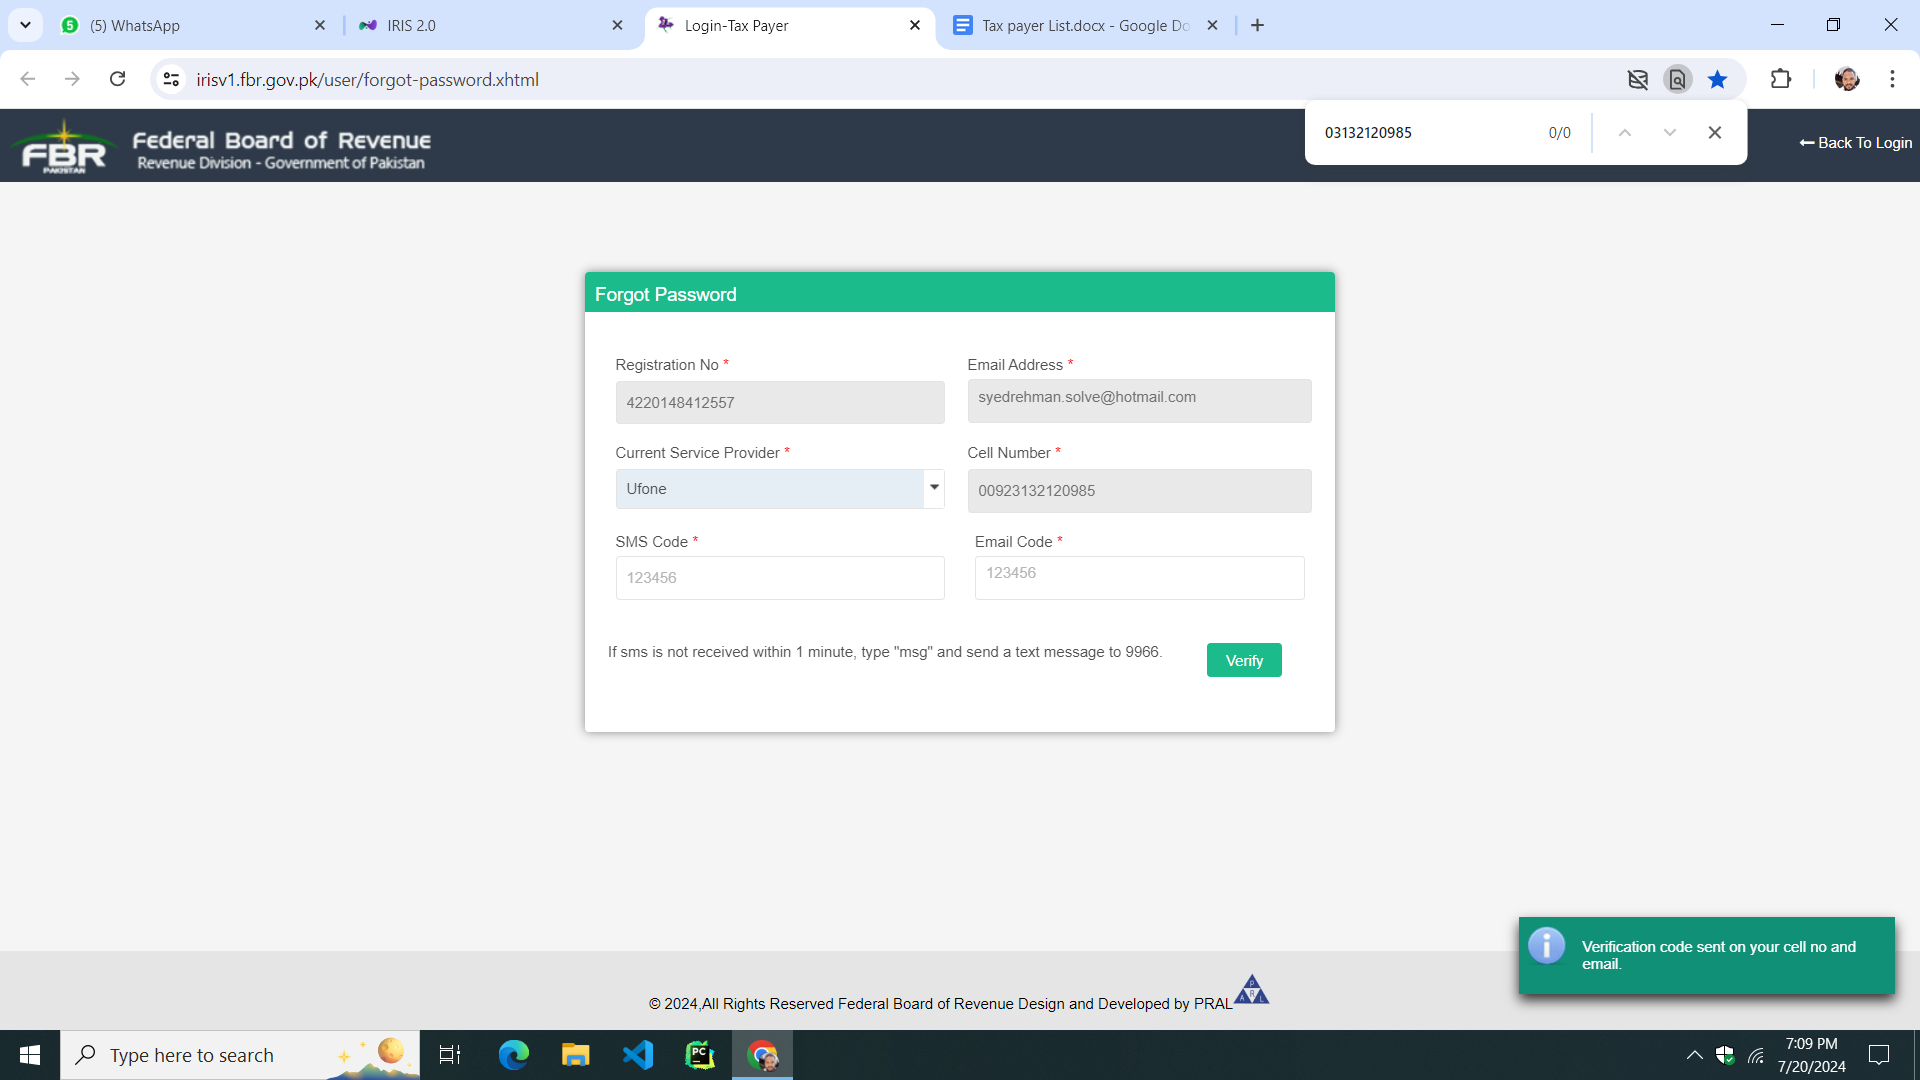 (5) WhatsApp
IRIS 2.0
Login-Tax Payer
Tax payer List.docx - Google Do
irisv1.fbr.gov.pk/user/forgot-password.xhtml
03132120985
0/0
FBR
PAKISTAN
Federal Board of Revenue
Revenue Division - Government of Pakistan
Back To Login
Forgot Password
Registration No *
Email Address *
4220148412557
syedrehman.solve@hotmail.com
Current Service Provider *
Cell Number *
Ufone
00923132120985
SMS Code *
Email Code *
123456
123456
If sms is not received within 1 minute, type "msg" and send a text message to 9966.
Verify
Verification code sent on your cell no and
email.
© 2024,All Rights Reserved Federal Board of Revenue Design and Developed by PRAL
P
A R L
Type here to search
PC
7:09 PM
7/20/2024